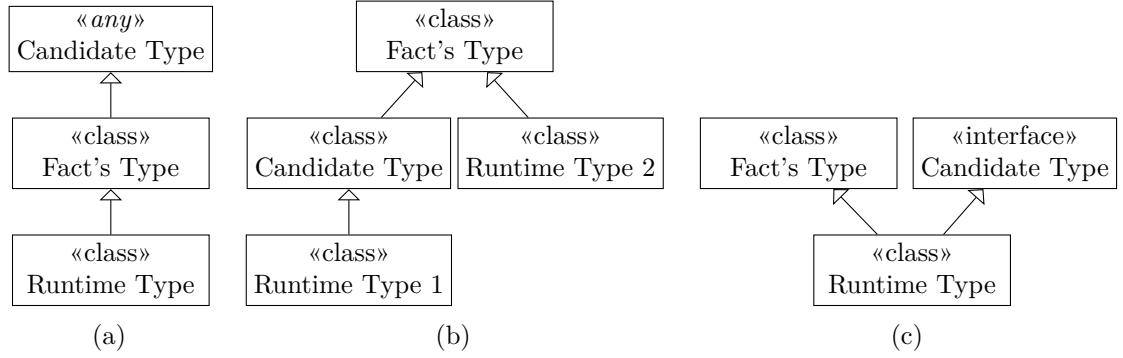 «any»
Candidate Type
«class»
Fact's Type
«class»
Runtime Type
(a)
«class»
Fact's Type
«class»
Candidate Type
«class»
Runtime Type 2
«class»
Runtime Type 1
(b)
«class»
Fact's Type
«interface»
Candidate Type
«class»
Runtime Type
(c)